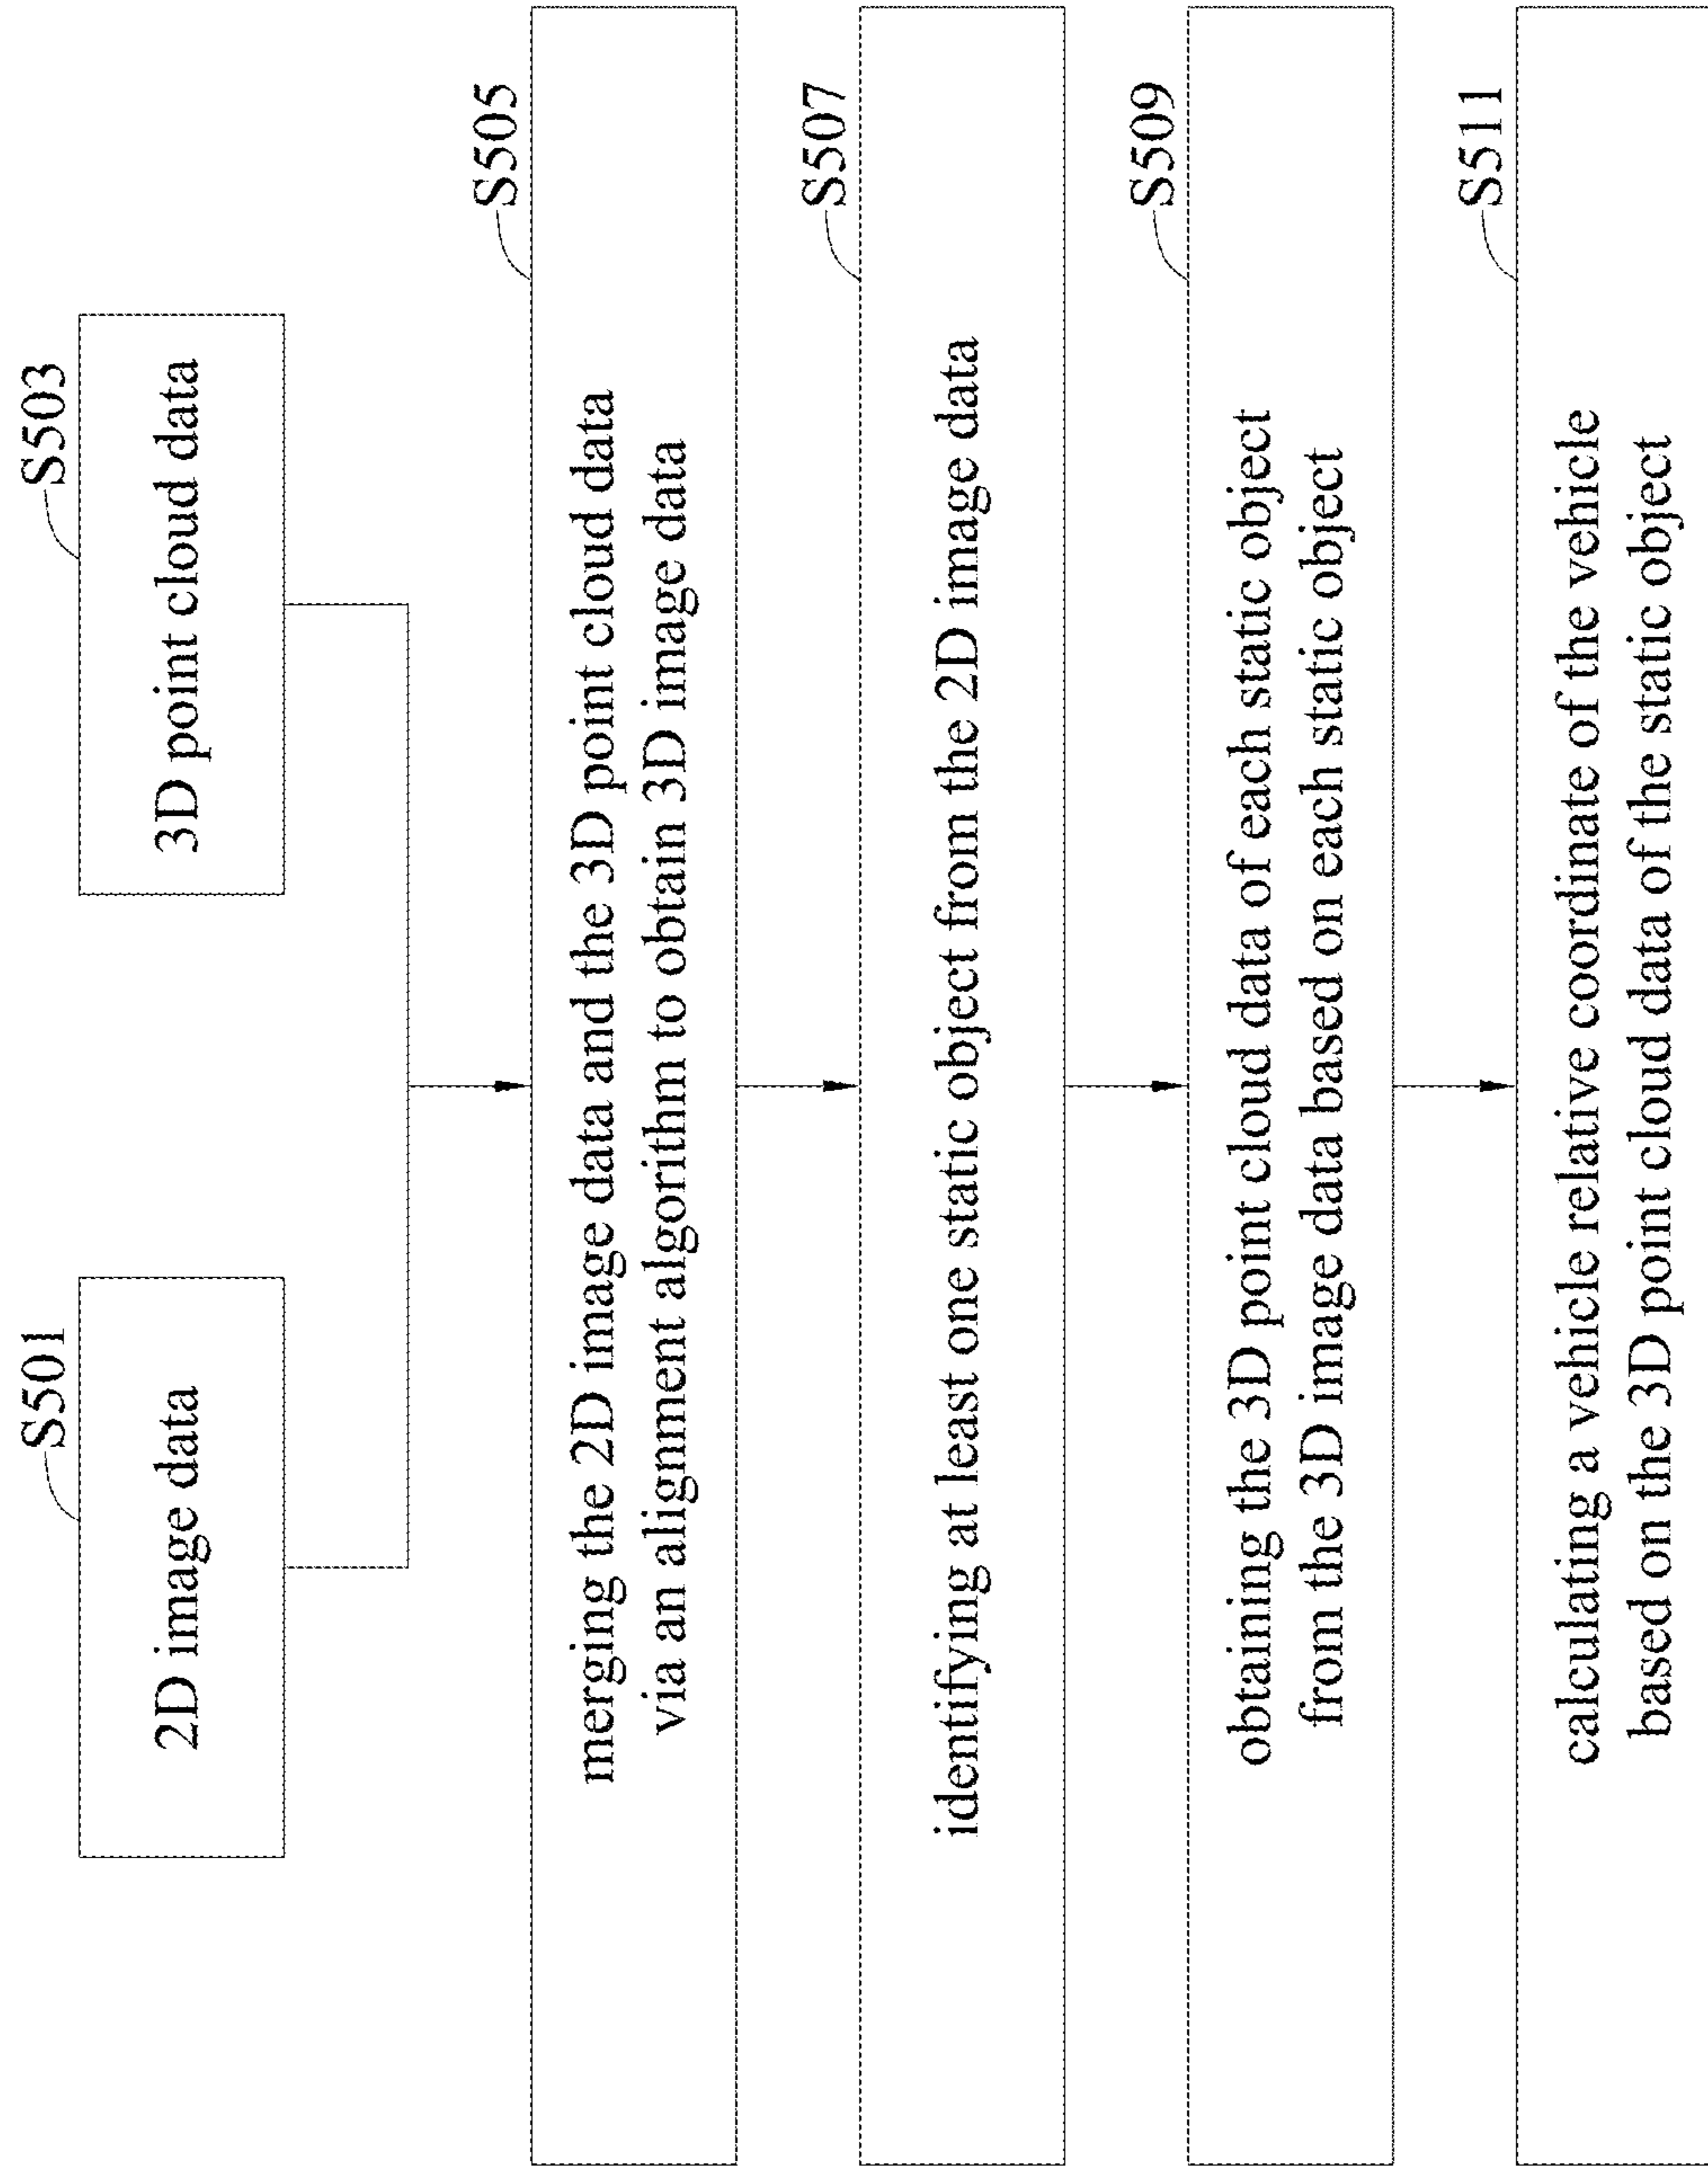 S501
2D image data
S503
3D point cloud data
S505
merging the 2D image data and the 3D point cloud data
via an alignment algorithm to obtain 3D image data
S507
identifying at least one static object from the 2D image data
S509
obtaining the 3D point cloud data of each static object
from the 3D image data based on each static object
S511
calculating a vehicle relative coordinate of the vehicle
based on the 3D point cloud data of the static object